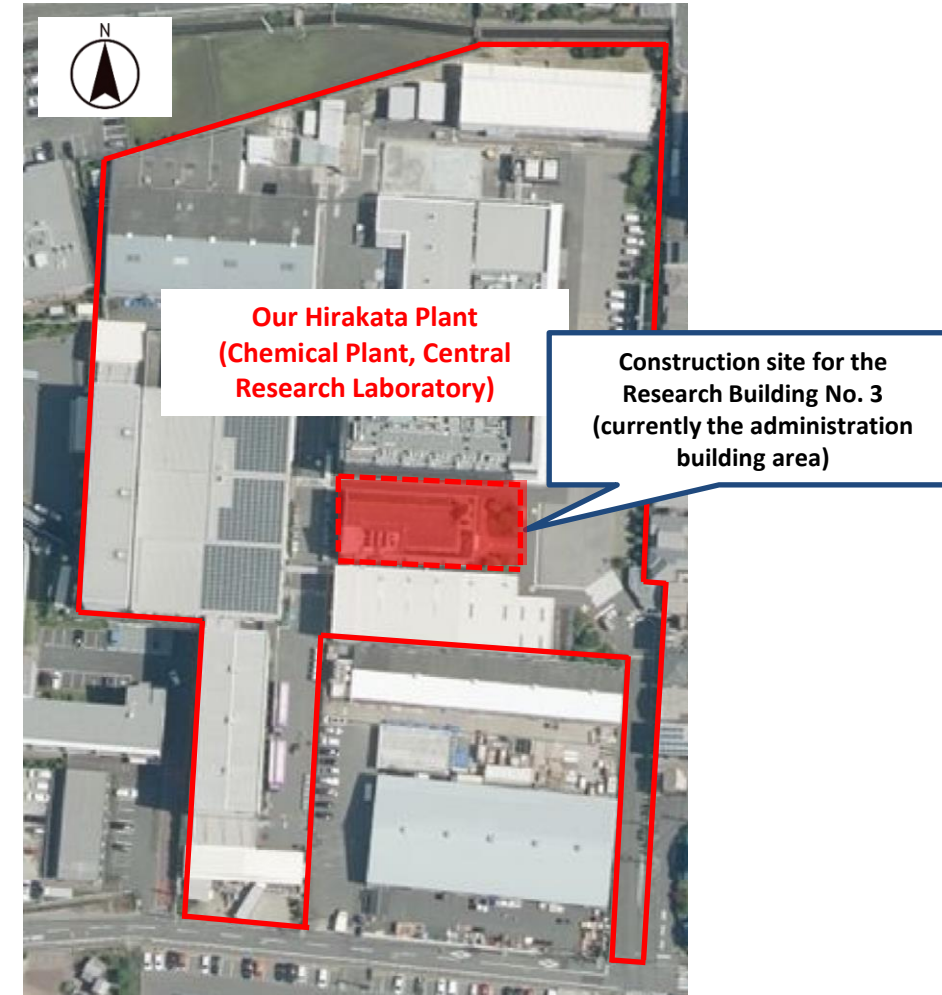 N
Our Hirakata Plant
(Chemical Plant, Central
Research Laboratory)
Construction site for the
Research Building No. 3
(currently the administration
building area)